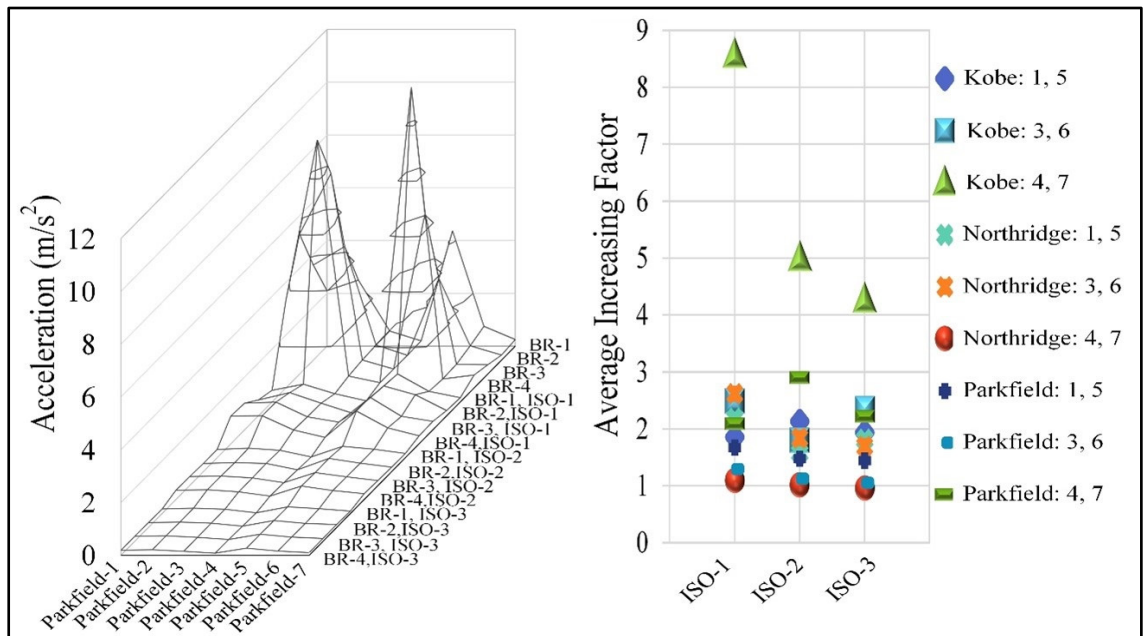 Acceleration (m/s²)
12
10
8
6
4
2
0
Parkfield-1
Parkfield-2
Parkfield-3
Parkfield-4
Parkfield-5
Parkfield-6
Parkfield-7
BR-1
BR-2
BR-3
BR-4
BR-1, ISO-1
BR-2,ISO-1
BR-3, ISO-1
BR-4,ISO-1
BR-1, ISO-2
BR-2,ISO-2
BR-3, ISO-2
BR-4,ISO-2
BR-1, ISO-3
BR-2,ISO-3
BR-3, ISO-3
BR-4,ISO-3
Average Increasing Factor
9
8
7
6
5
4
3
2
1
0
ISO-1
ISO-2
ISO-3
Kobe: 1, 5
Kobe: 3, 6
Kobe: 4, 7
Northridge: 1, 5
Northridge: 3, 6
Northridge: 4, 7
Parkfield: 1, 5
Parkfield: 3, 6
Parkfield: 4, 7